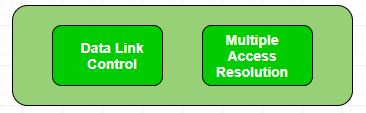 Data Link
Control
Multiple
Access
Resolution